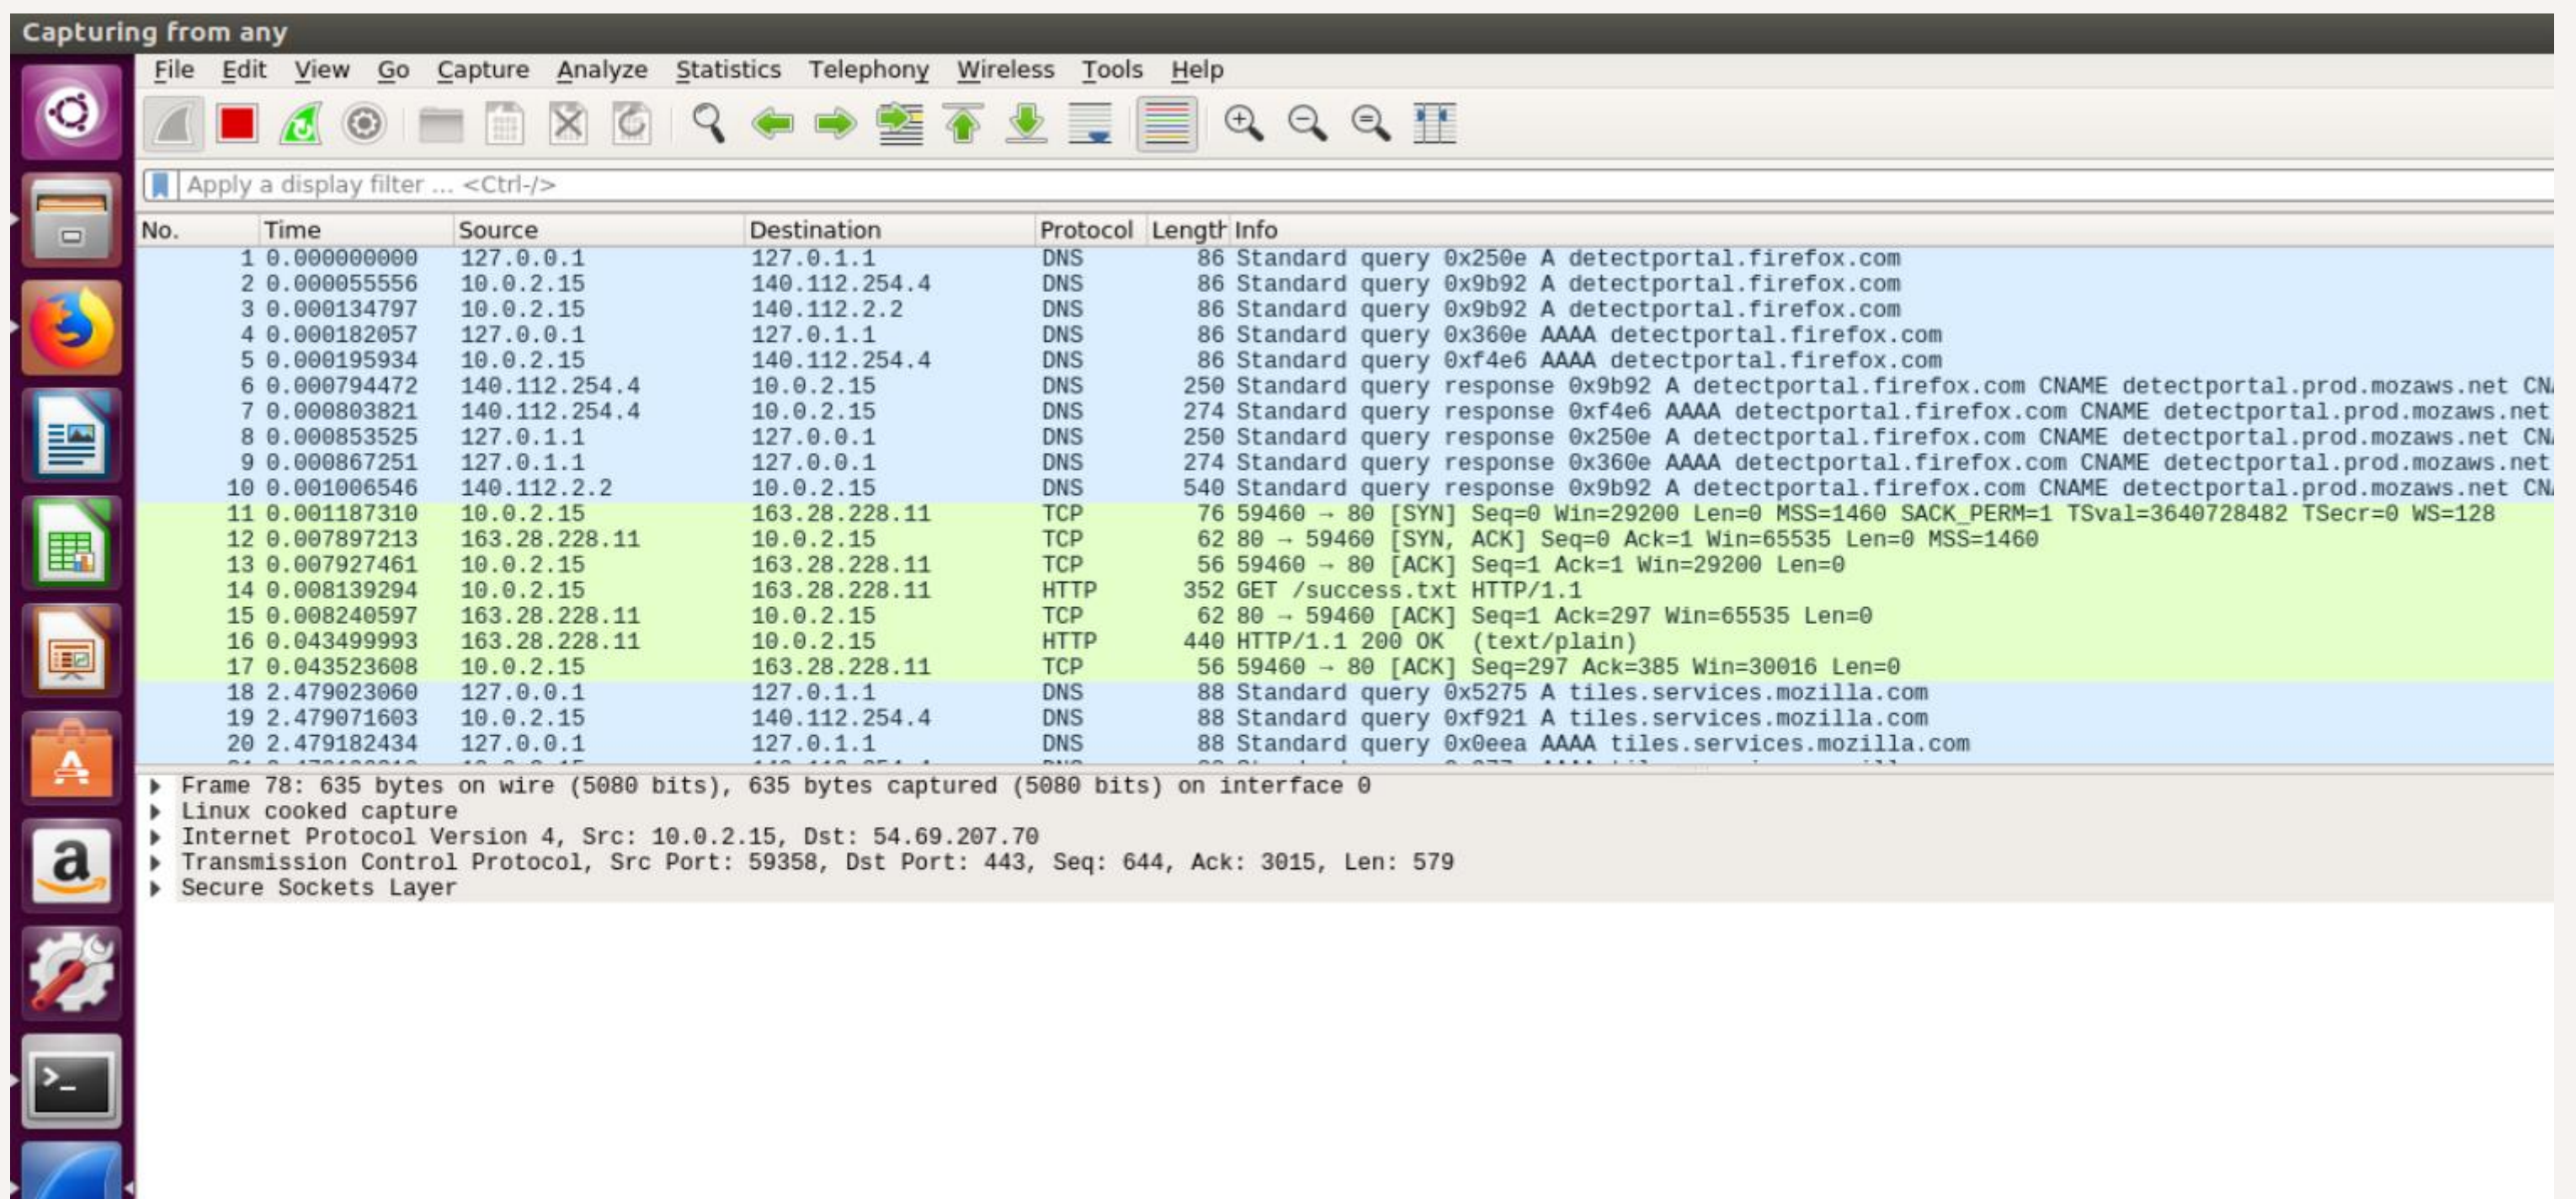 Capturing from any
File Edit View Go Capture Analyze Statistics Telephony Wireless Tools Help
Apply a display filter ... <Ctrl-/>
No. Time Source Destination Protocol Length Info
1 0.000000000 127.0.0.1 127.0.1.1 DNS 86 Standard query 0x250e A detectportal.firefox.com
2 0.000055556 10.0.2.15 140.112.254.4 DNS 86 Standard query 0x9b92 A detectportal.firefox.com
3 0.000134797 10.0.2.15 140.112.2.2 DNS 86 Standard query 0x9b92 A detectportal.firefox.com
4 0.000182057 127.0.0.1 127.0.1.1 DNS 86 Standard query 0x360e AAAA detectportal.firefox.com
5 0.000195934 10.0.2.15 140.112.254.4 DNS 86 Standard query 0xf4e6 AAAA detectportal.firefox.com
6 0.000794472 140.112.254.4 10.0.2.15 DNS 250 Standard query response 0x9b92 A detectportal.firefox.com CNAME detectportal.prod.mozaws.net CN
7 0.000803821 140.112.254.4 10.0.2.15 DNS 274 Standard query response 0xf4e6 AAAA detectportal.firefox.com CNAME detectportal.prod.mozaws.net
8 0.000853525 127.0.1.1 127.0.0.1 DNS 250 Standard query response 0x250e A detectportal.firefox.com CNAME detectportal.prod.mozaws.net CN
9 0.000867251 127.0.1.1 127.0.0.1 DNS 274 Standard query response 0x360e AAAA detectportal.firefox.com CNAME detectportal.prod.mozaws.net
10 0.001006546 140.112.2.2 10.0.2.15 DNS 540 Standard query response 0x9b92 A detectportal.firefox.com CNAME detectportal.prod.mozaws.net CN
11 0.001187310 10.0.2.15 163.28.228.11 TCP 76 59460 → 80 [SYN] Seq=0 Win=29200 Len=0 MSS=1460 SACK_PERM=1 TSval=3640728482 TSecr=0 WS=128
12 0.007897213 163.28.228.11 10.0.2.15 TCP 62 80 → 59460 [SYN, ACK] Seq=0 Ack=1 Win=65535 Len=0 MSS=1460
13 0.007927461 10.0.2.15 163.28.228.11 TCP 56 59460 → 80 [ACK] Seq=1 Ack=1 Win=29200 Len=0
14 0.008139294 10.0.2.15 163.28.228.11 HTTP 352 GET /success.txt HTTP/1.1
15 0.008240597 163.28.228.11 10.0.2.15 TCP 62 80 → 59460 [ACK] Seq=1 Ack=297 Win=65535 Len=0
16 0.043499993 163.28.228.11 10.0.2.15 HTTP 440 HTTP/1.1 200 OK (text/plain)
17 0.043523608 10.0.2.15 163.28.228.11 TCP 56 59460 → 80 [ACK] Seq=297 Ack=385 Win=30016 Len=0
18 2.479023060 127.0.0.1 127.0.1.1 DNS 88 Standard query 0x5275 A tiles.services.mozilla.com
19 2.479071603 10.0.2.15 140.112.254.4 DNS 88 Standard query 0xf921 A tiles.services.mozilla.com
20 2.479182434 127.0.0.1 127.0.1.1 DNS 88 Standard query 0x0eea AAAA tiles.services.mozilla.com
Frame 78: 635 bytes on wire (5080 bits), 635 bytes captured (5080 bits) on interface 0
Linux cooked capture
Internet Protocol Version 4, Src: 10.0.2.15, Dst: 54.69.207.70
Transmission Control Protocol, Src Port: 59358, Dst Port: 443, Seq: 644, Ack: 3015, Len: 579
Secure Sockets Layer